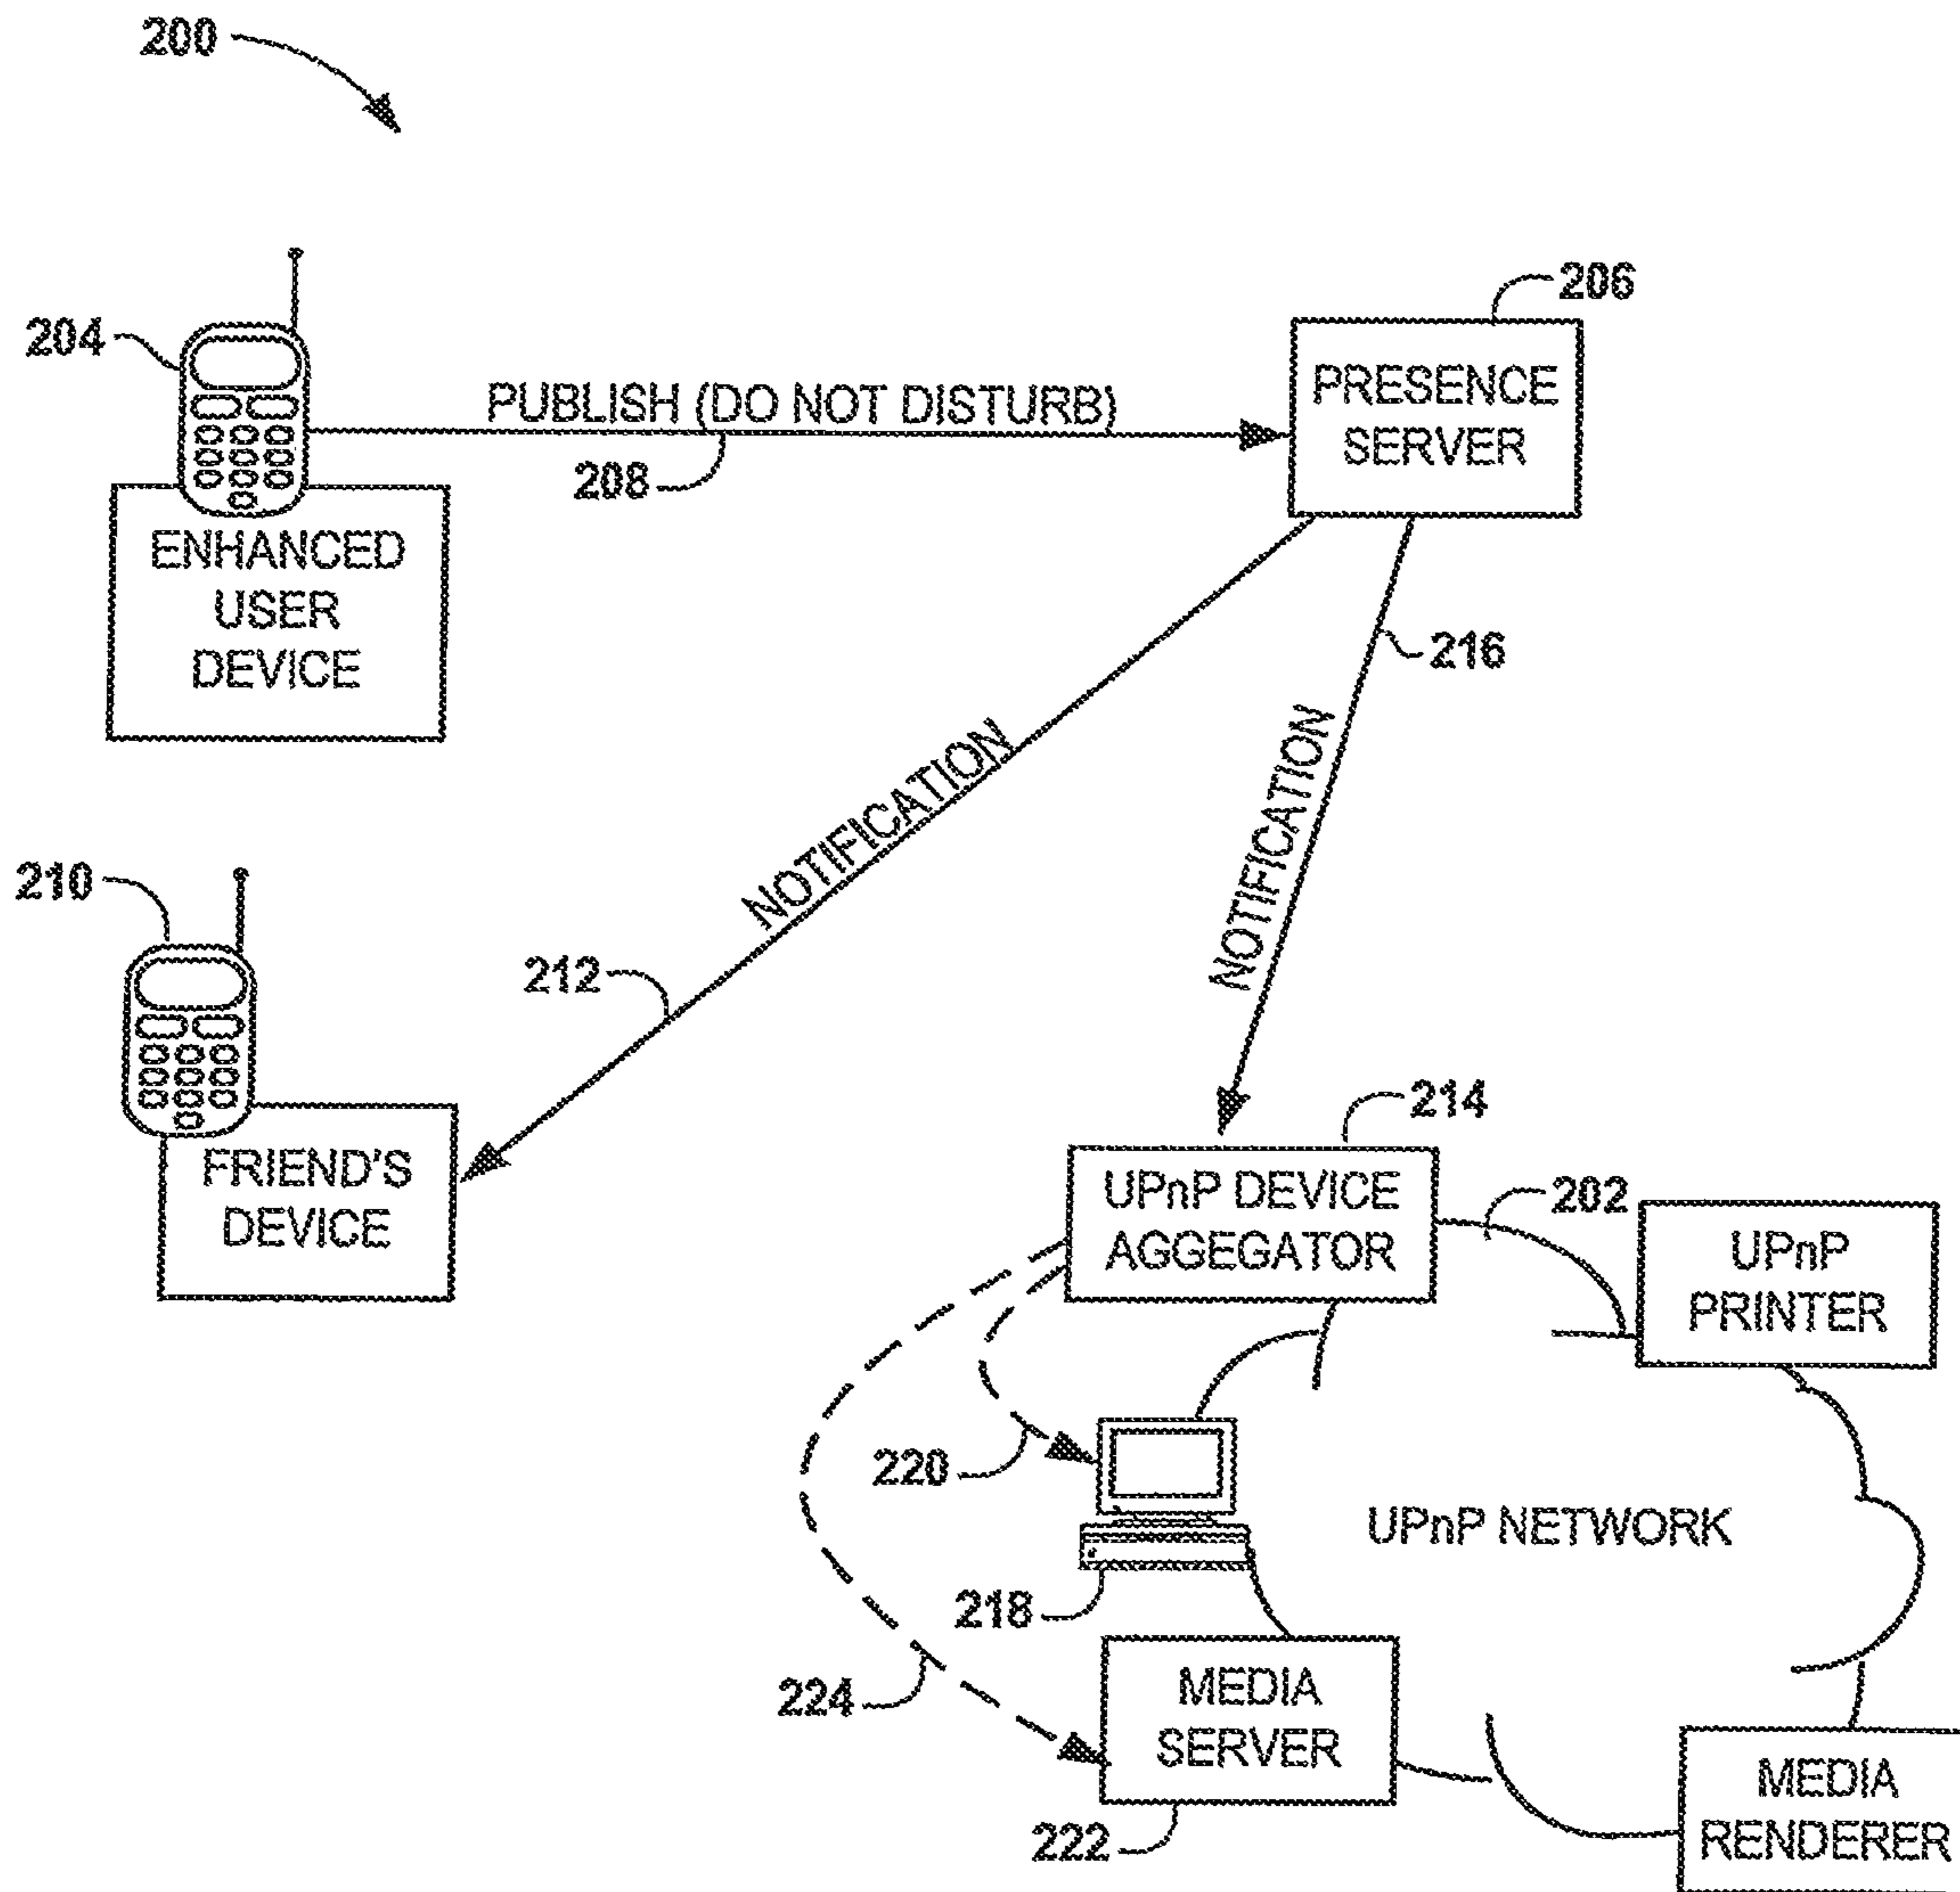 200
206
204
PRESENCE
SERVER
PUBLISH (DO NOT DISTURB)
208
ENHANCED
USER
DEVICE
216
NOTIFICATION
NOTIFICATION
210
212
214
FRIEND'S
DEVICE
UPnP DEVICE
AGGEGATOR
202
UPnP
PRINTER
220
UPnP NETWORK
218
224
MEDIA
SERVER
222
MEDIA
RENDERER